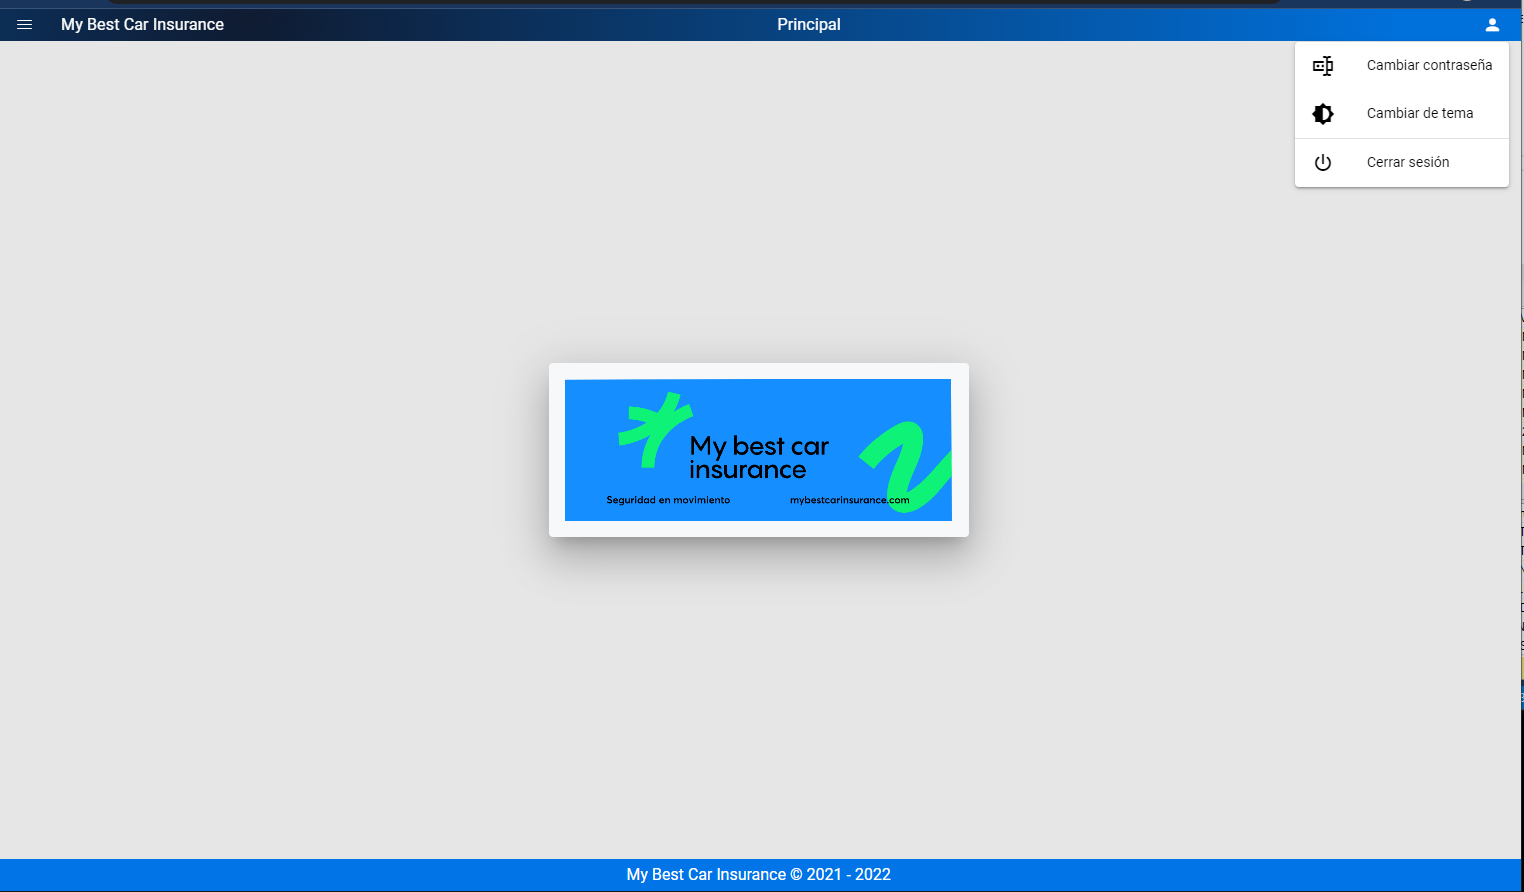 My Best Car Insurance
Principal
Cambiar contraseña
Cambiar de tema
Cerrar sesión
My best car
insurance
Seguridad en movimiento
mybestcarinsurance.com
My Best Car Insurance © 2021 - 2022